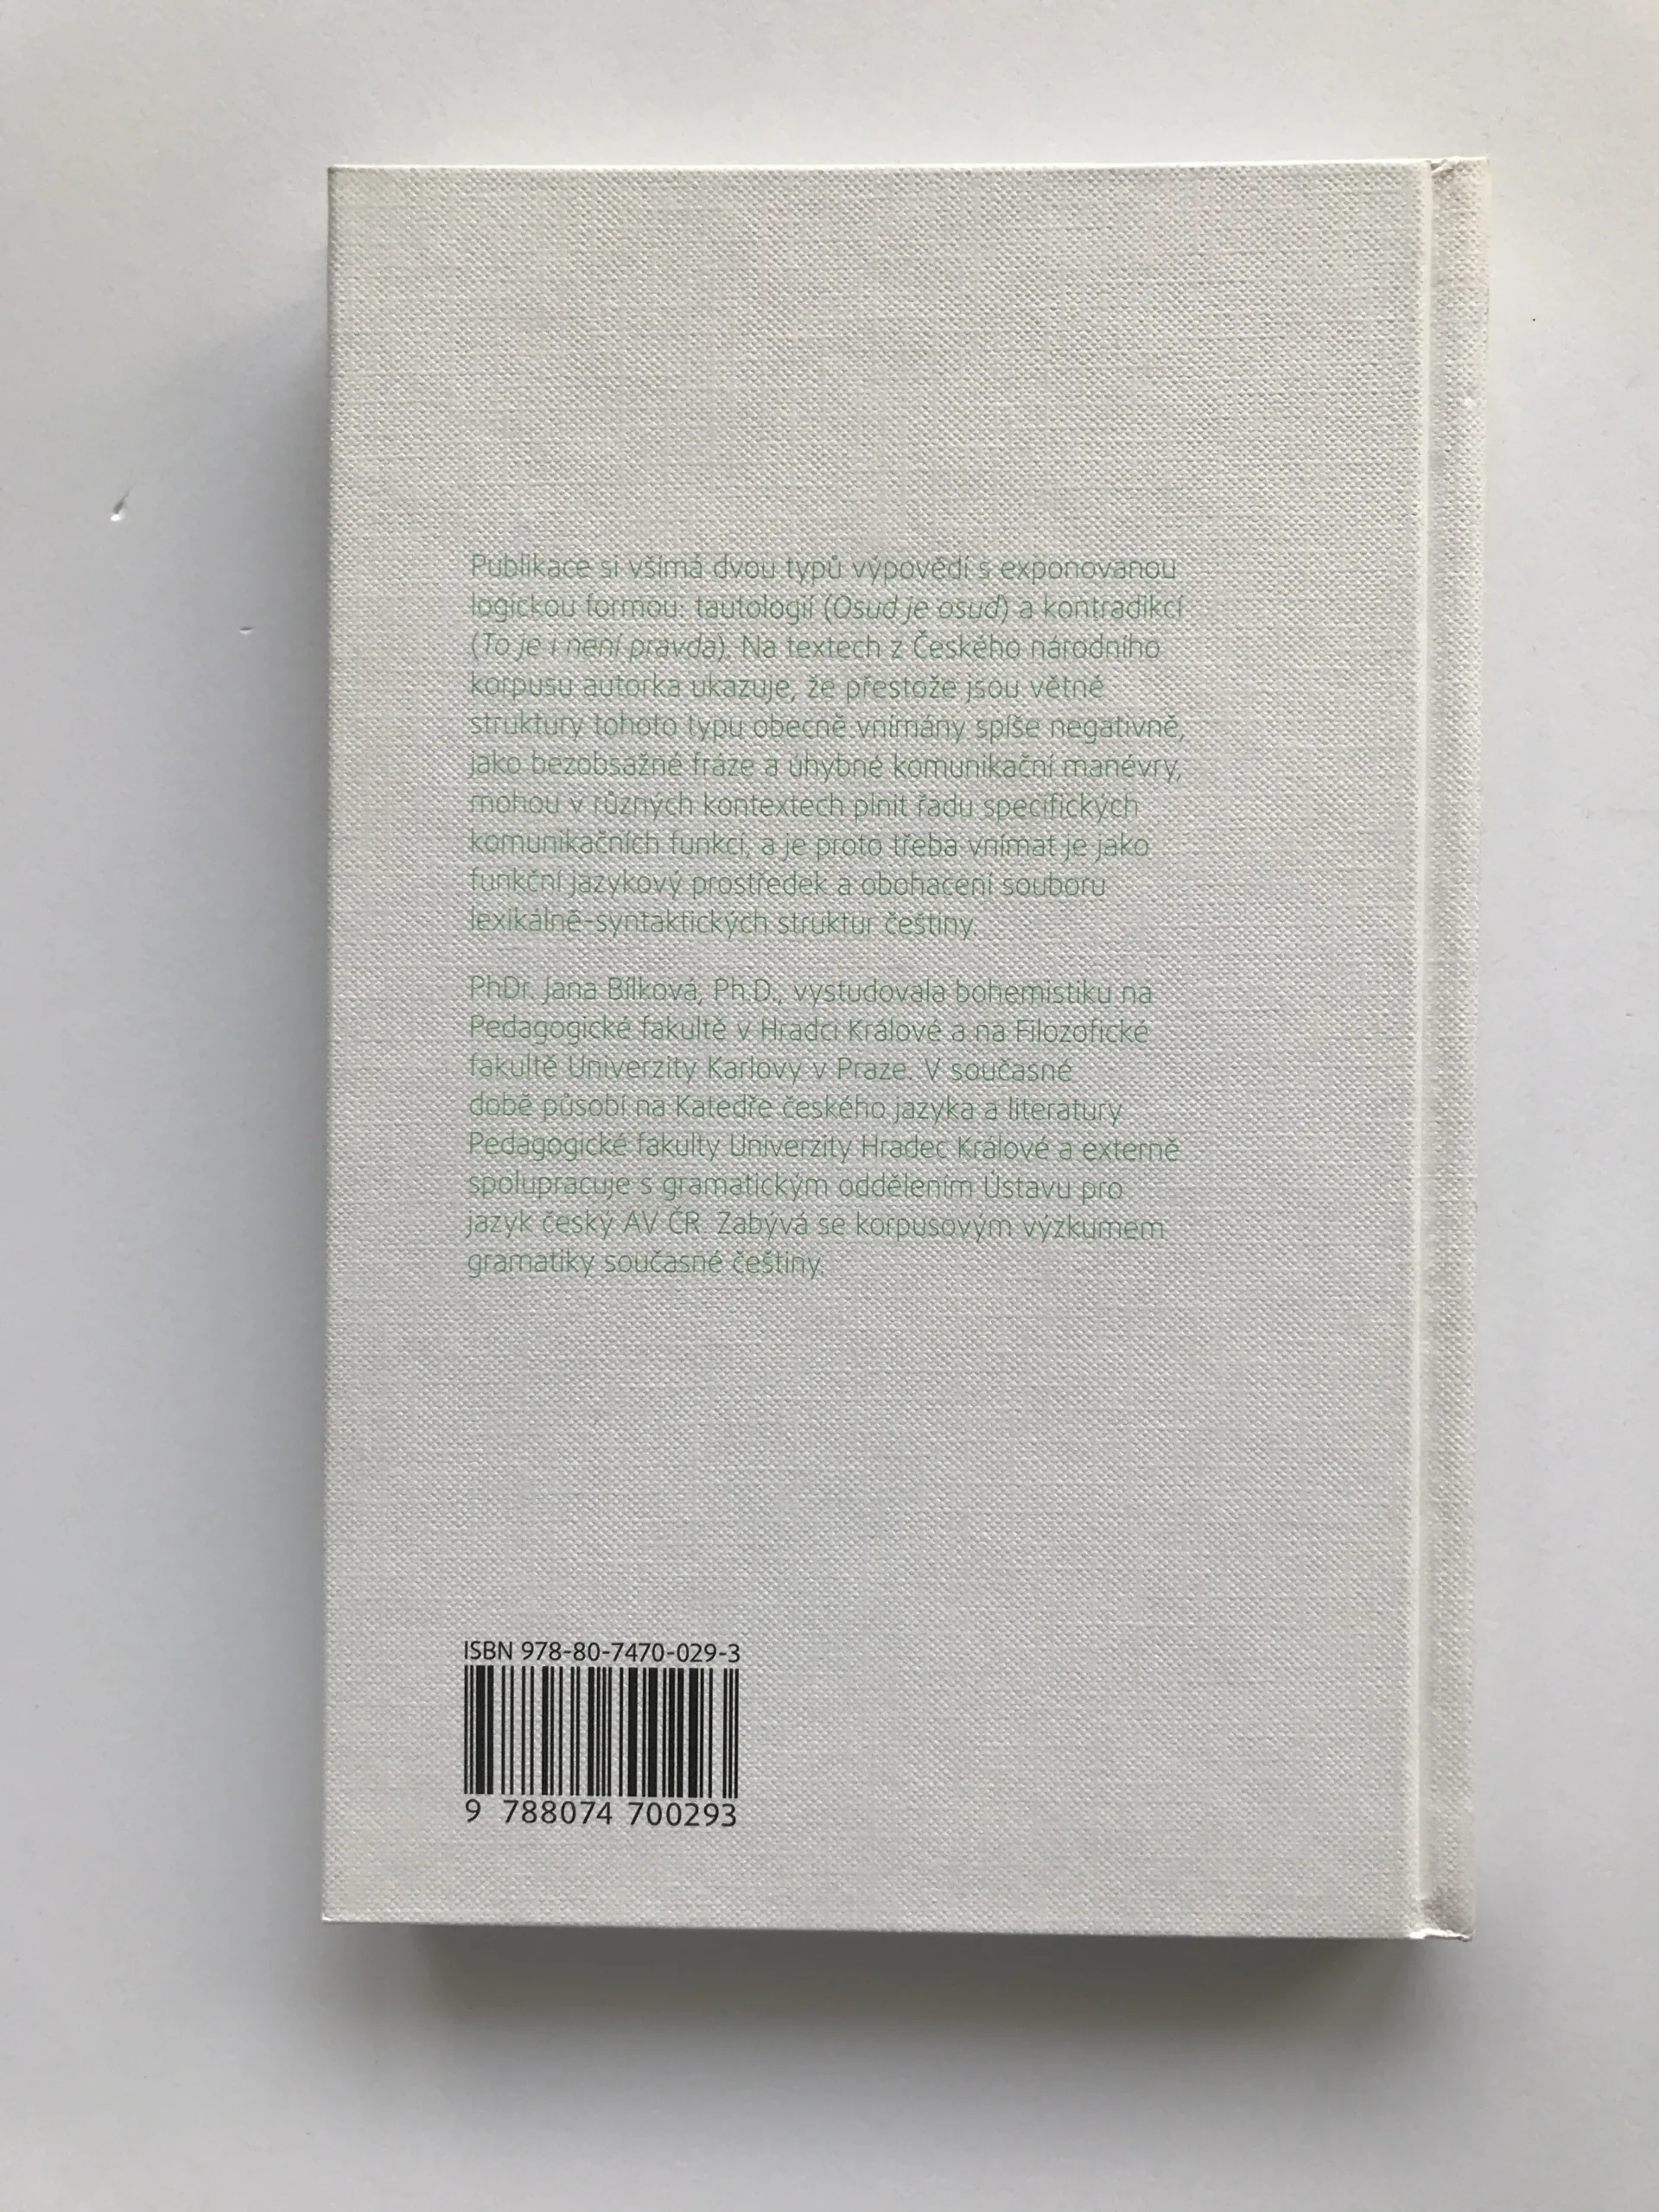 Publikace si všímá dvou typů výpovědí s exponovanou
logickou formou: tautologií (Osud je osud) a kontradikcí
(To je i není pravda). Na textech z Českého národního
korpusu autorka ukazuje, že přestože jsou větné
struktury tohoto typu obecně vnímány spíše negativně,
jako bezobsažné fráze a úhybné komunikační manévry,
mohou v různých kontextech plnit řadu specifických
komunikačních funkcí, a je proto třeba vnímat je jako
funkční jazykový prostředek a obohacení souboru
lexikálně-syntaktických struktur češtiny.
PhDr. Jana Bílková, Ph.D., vystudovala bohemistiku na
Pedagogické fakultě v Hradci Králové a na Filozofické
fakultě Univerzity Karlovy v Praze. V současné
době působí na Katedře českého jazyka a literatury
Pedagogické fakulty Univerzity Hradec Králové a externě
spolupracuje s gramatickým oddělením Ústavu pro
jazyk český AV ČR. Zabývá se korpusovým výzkumem
gramatiky současné češtiny.
ISBN 978-80-7470-029-3
9 788074 700293